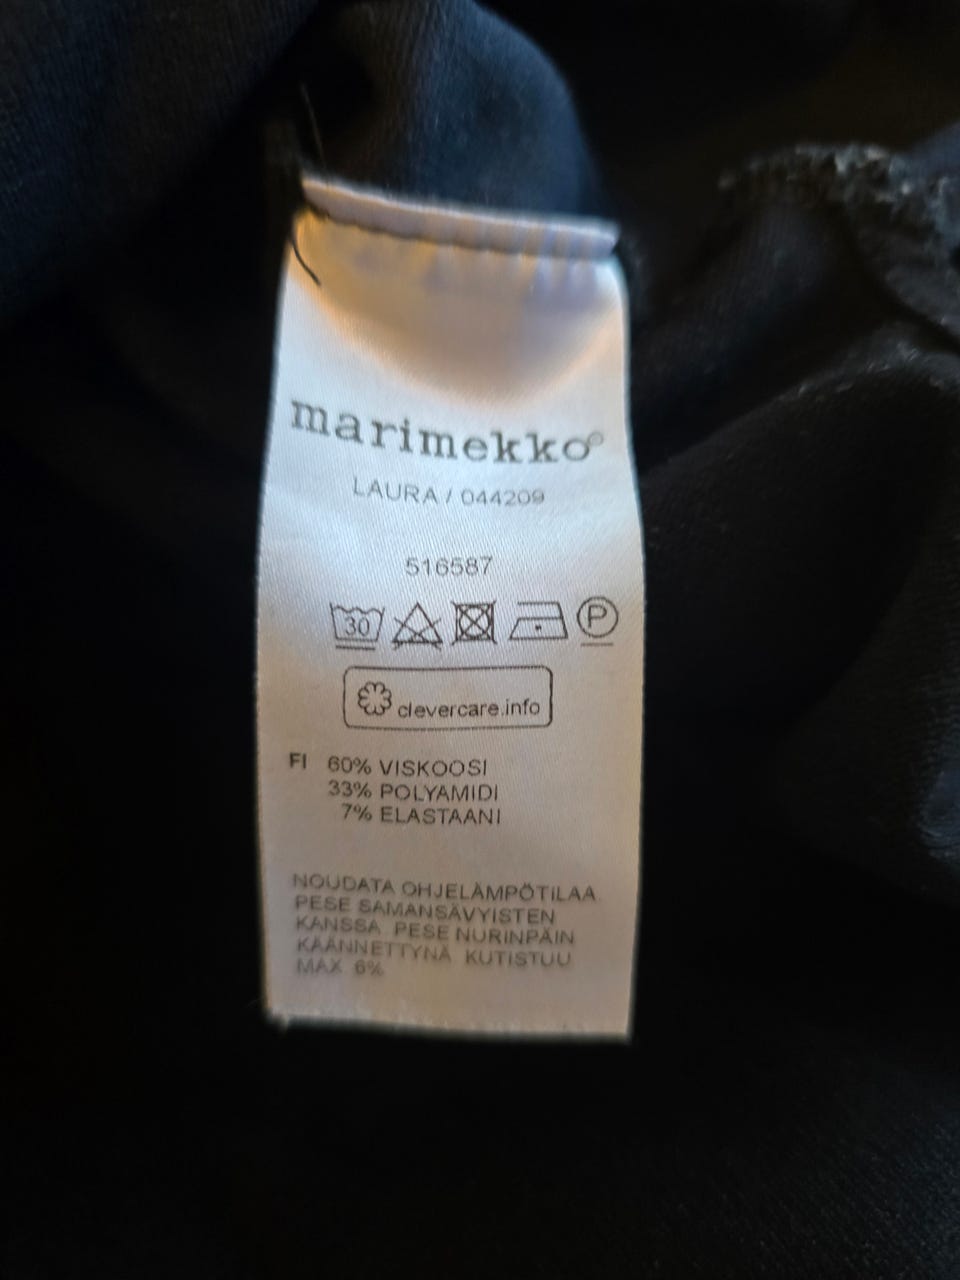 marimekko®
LAURA / 044209
516587
30 P
clevercare.info
FI 60% VISKOOSI
33% POLYAMIDI
7% ELASTAANI
NOUDATA OHJELÄMPÖTILAA.
PESE SAMANSÄVYISTEN
KANSSA. PESE NURINPÄIN
KÄÄNNETTYNÄ. KUTISTUU
MAX. 6%